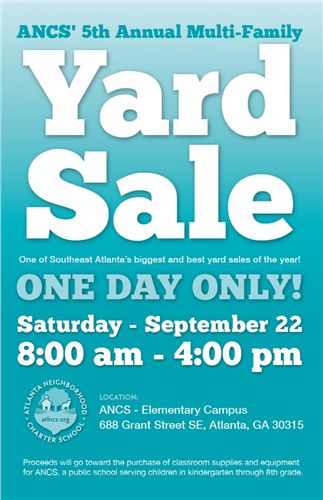 ANCS' 5th Annual Multi-Family
Yard
Sale
One of Southeast Atlanta's biggest and best yard sales of the year!
ONE DAY ONLY!
Saturday - September 22
8:00 am - 4:00 pm
ATLANTA NEIGHBORHOOD
atlncs.org
CHARTER SCHOOL
LOCATION:
ANCS - Elementary Campus
688 Grant Street SE, Atlanta, GA 30315
Proceeds will go toward the purchase of classroom supplies and equipment
for ANCS, a public school serving children in kindergarten through 8th grade.